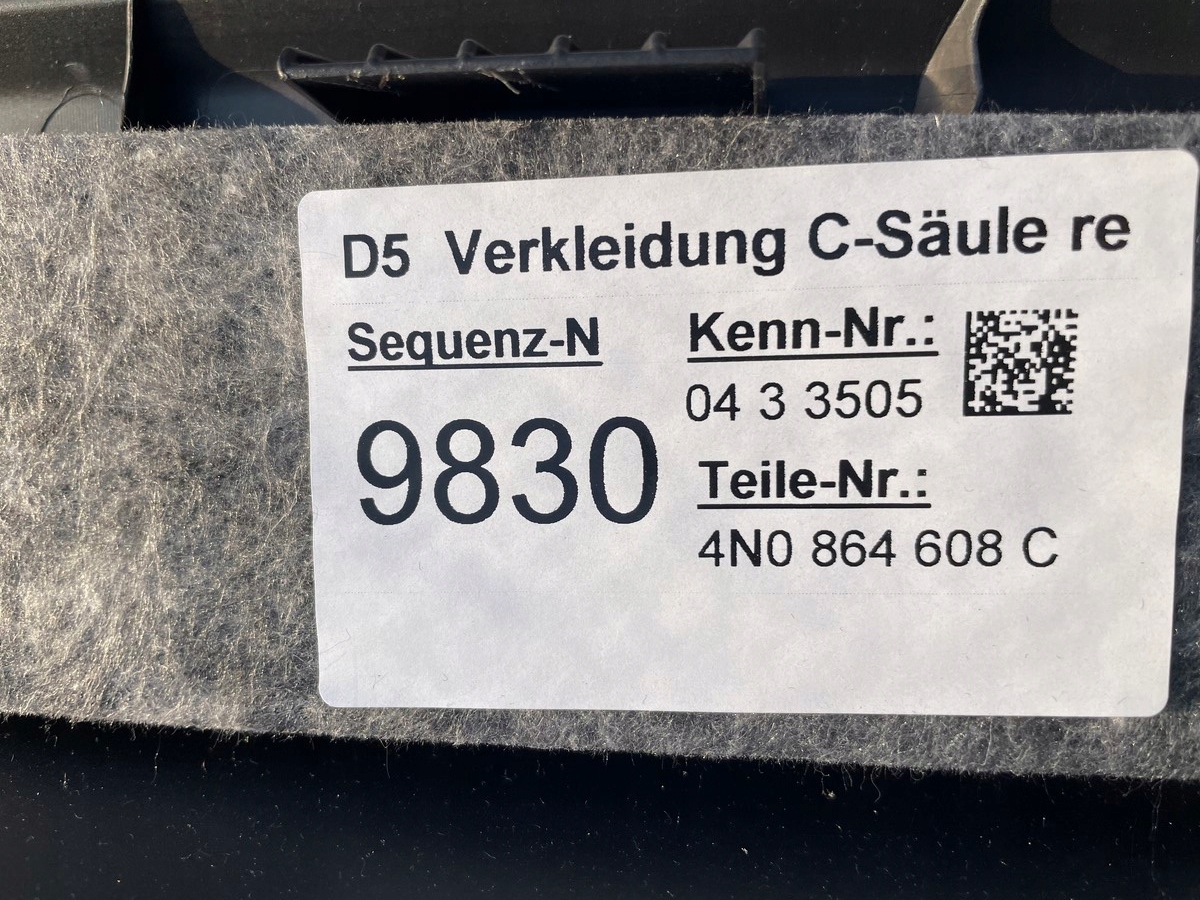 D5 Verkleidung C-Säule re
Sequenz-N
Kenn-Nr.:
04 3 3505
9830
Teile-Nr.:
4N0 864 608 C